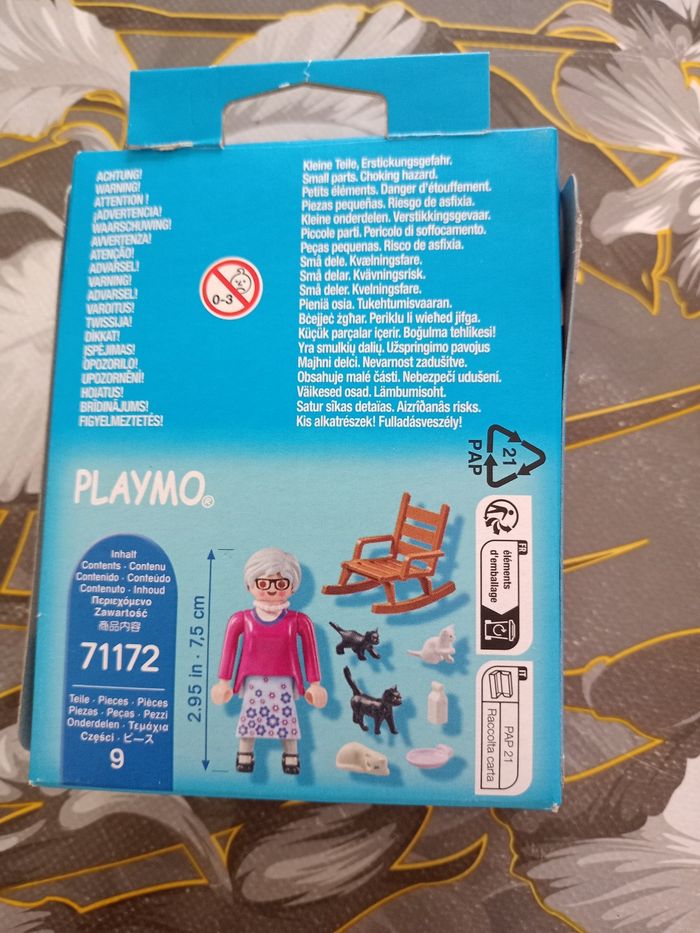 ACHTUNG!
WARNING!
ATTENTION !
¡ADVERTENCIA!
WAARSCHUWING!
AVVERTENZA!
ATENÇÃO!
ADVARSEL!
VARNING!
ADVARSEL!
VAROITUS!
TWISSIJA!
DİKKAT!
ĮSPĖJIMAS!
OPOZORILO!
UPOZORNĚNÍ!
HOIATUS!
BRĪDINĀJUMS!
FIGYELMEZTETÉS!
0-3
Kleine Teile, Erstickungsgefahr.
Small parts. Choking hazard.
Petits éléments. Danger d'étouffement.
Piezas pequeñas. Riesgo de asfixia.
Kleine onderdelen. Verstikkingsgevaar.
Piccole parti. Pericolo di soffocamento.
Peças pequenas. Risco de asfixia.
Små dele. Kvælningsfare.
Små delar. Kvävningsrisk.
Små deler. Kvelningsfare.
Pieniä osia. Tukehtumisvaaran.
Bċejjeċ żgħar. Periklu li wieħed jifga.
Küçük parçalar içerir. Boğulma tehlikesi!
Yra smulkių dalių. Užspringimo pavojus
Majhni delci. Nevarnost zadušitve.
Obsahuje malé části. Nebezpečí udušení.
Väikesed osad. Lämbumisoht.
Satur sīkas detaļas. Aizrīšanās risks.
Kis alkatrészek! Fulladásveszély!
21
PAP
PLAYMO®
Inhalt
Contents · Contenu
Contenido · Conteúdo
Contenuto · Inhoud
Περιεχόμενο
Zawartość
商品内容
71172
Teile · Pieces · Pièces
Piezas · Peças · Pezzi
Onderdelen · Τεμάχια
Części · ピース
9
2.95 in · 7,5 cm
FR
éléments
d'emballage
IT
PAP 21
Raccolta carta